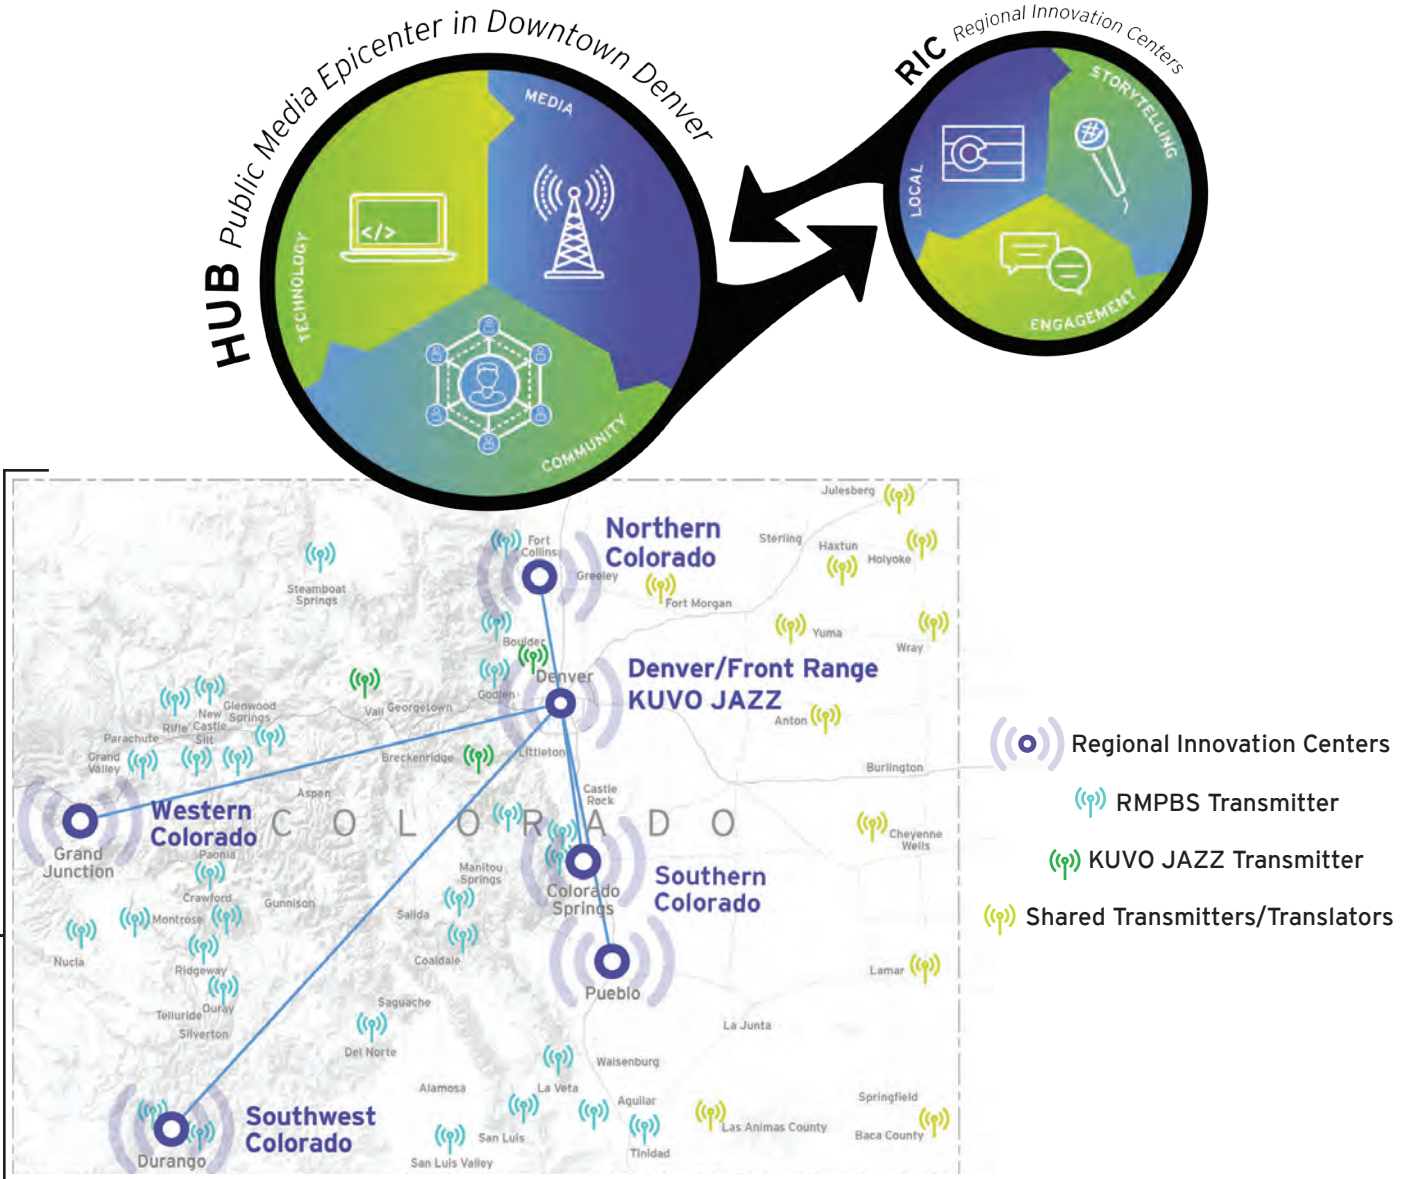 HUB Public Media Epicenter in Downtown Denver
RIC Regional Innovation Centers
MEDIA
TECHNOLOGY
</>
COMMUNITY
LOCAL
STORYTELLING
#
ENGAGEMENT
Julesberg
Northern
Colorado
Fort
Collins
Sterling
Haxtun
Holyoke
Greeley
Steamboat
Springs
Fort Morgan
Yuma
Wray
Boulder
Denver/Front Range
KUVO JAZZ
Denver
Godlen
Glenwood
Springs
Vail
Georgetown
New
Castle
Rifle
Slit
Anton
Parachute
Grand
Valley
Breckenridge
Littleton
Burlington
Aspen
Castle
Rock
Western
Colorado
COLORADO
Cheyenne
Wells
Grand
Junction
Paonia
Manitou
Springs
Southern
Colorado
Colorado
Springs
Crawford
Gunnison
Montrose
Salida
Nucla
Ridgeway
Coaldale
Lamar
Pueblo
Ouray
Telluride
Saguache
Silverton
La Junta
Del Norte
Walsenburg
Alamosa
La Veta
Aguilar
Springfield
Southwest
Colorado
San Luis
Las Animas County
Baca County
Tinidad
Durango
San Luis Valley
Regional Innovation Centers
RMPBS Transmitter
KUVO JAZZ Transmitter
Shared Transmitters/Translators